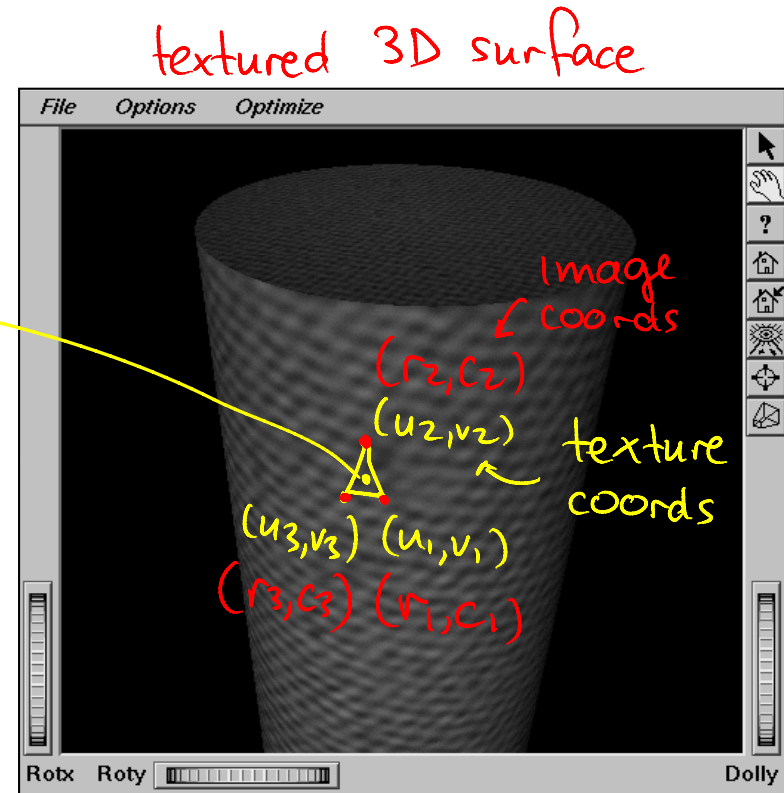 textured 3D surface
File Options Optimize
?
Image
coords
(r2,c2)
(u2,v2)
texture
coords
(u3,v3) (u1,v1)
(r3,c3) (r1,c1)
Rotx Roty Dolly